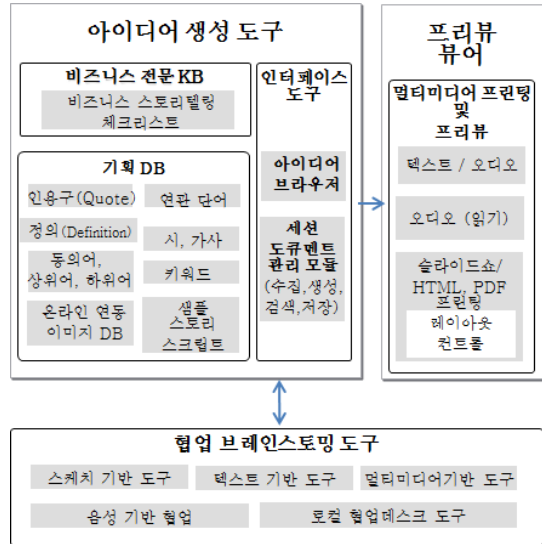 아이디어 생성 도구
비즈니스 전문 KB
비즈니스 스토리텔링
체크리스트
기획 DB
인용구(Quote)
연관 단어
정의(Definition)
시, 가사
동의어,
상위어, 하위어
키워드
온라인 연동
이미지 DB
샘플
스토리
스크립트
인터페이스
도구
아이디어
브라우저
세션
도큐멘트
관리 모듈
(수집,생성,
검색,저장)
프리뷰
뷰어
멀티미디어 프린팅
및
프리뷰
텍스트 / 오디오
오디오 (읽기)
슬라이드쇼/
HTML, PDF
프린팅
레이아웃
컨트롤
협업 브레인스토밍 도구
스케치 기반 도구
텍스트 기반 도구
멀티미디어기반 도구
음성 기반 협업
로컬 협업데스크 도구